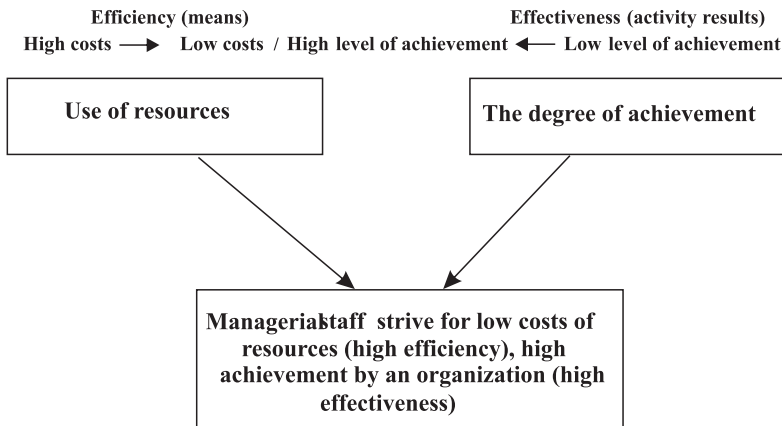 Efficiency (means)
Effectiveness (activity results)
High costs → Low costs / High level of achievement ← Low level of achievement
Use of resources
The degree of achievement
Managerial staff strive for low costs of
resources (high efficiency), high
achievement by an organization (high
effectiveness)